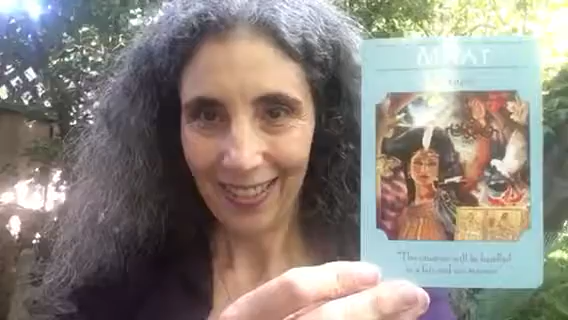 MAAT
"This situation will be handled
in a fair and just manner."